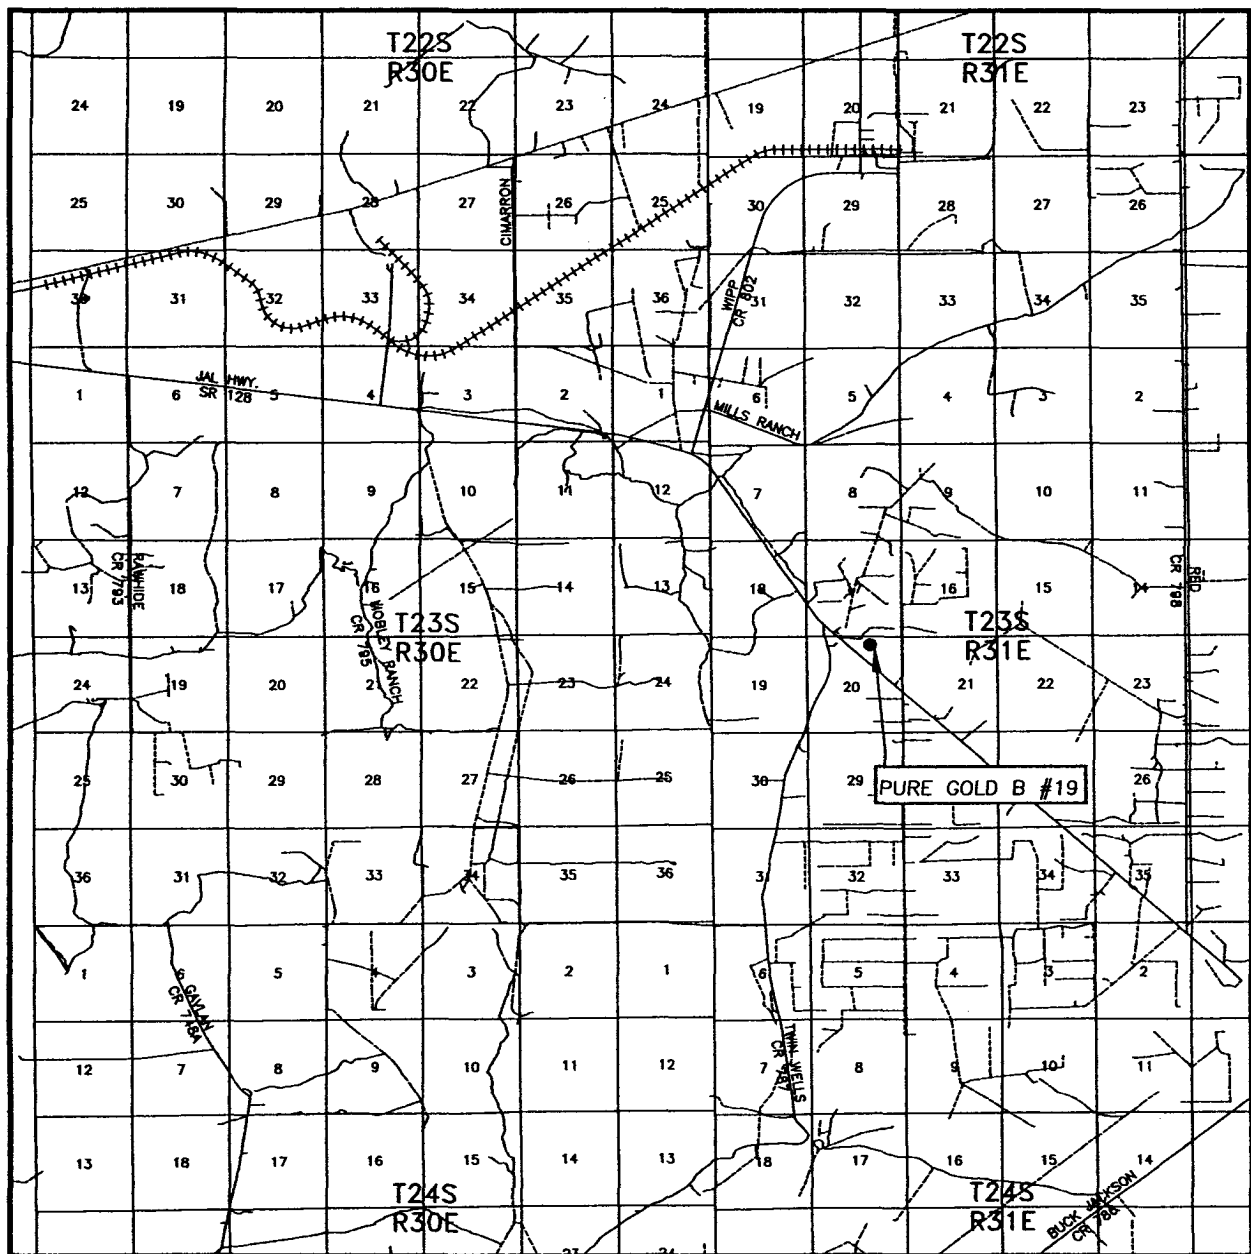 T22S
R30E
T22S
R31E
24 19 20 21 22 23 24 19 20 21 22 23
25 30 29 28 27 CIMARRON 26 25 30 29 28 27 26
31 32 33 34 35 36 31 32 33 34 35
WIPP
CR 802
JAL HWY.
SR 128
1 6 5 4 3 2 1 6 5 4 3 2
MILLS RANCH
12 7 8 9 10 11 12 7 8 9 10 11
RAWHIDE
CR 793
RED
CR 798
13 18 17 16 15 14 13 18 16 15 14
MOBLEY RANCH
CR 795
T23S
R30E
T23S
R31E
24 19 20 21 22 23 24 19 20 21 22 23
25 30 29 28 27 26 25 30 29 26
PURE GOLD B #19
36 31 32 33 34 35 36 31 32 33 34 35
1 6 5 4 3 2 1 6 5 4 3 2
GAVLAN
CR 748A
TWIN WELLS
CR
12 7 8 9 10 11 12 7 8 9 10 11
13 18 17 16 15 14 13 18 17 16 15 14
T24S
R30E
T24S
R31E
BUCK JACKSON
CR 786